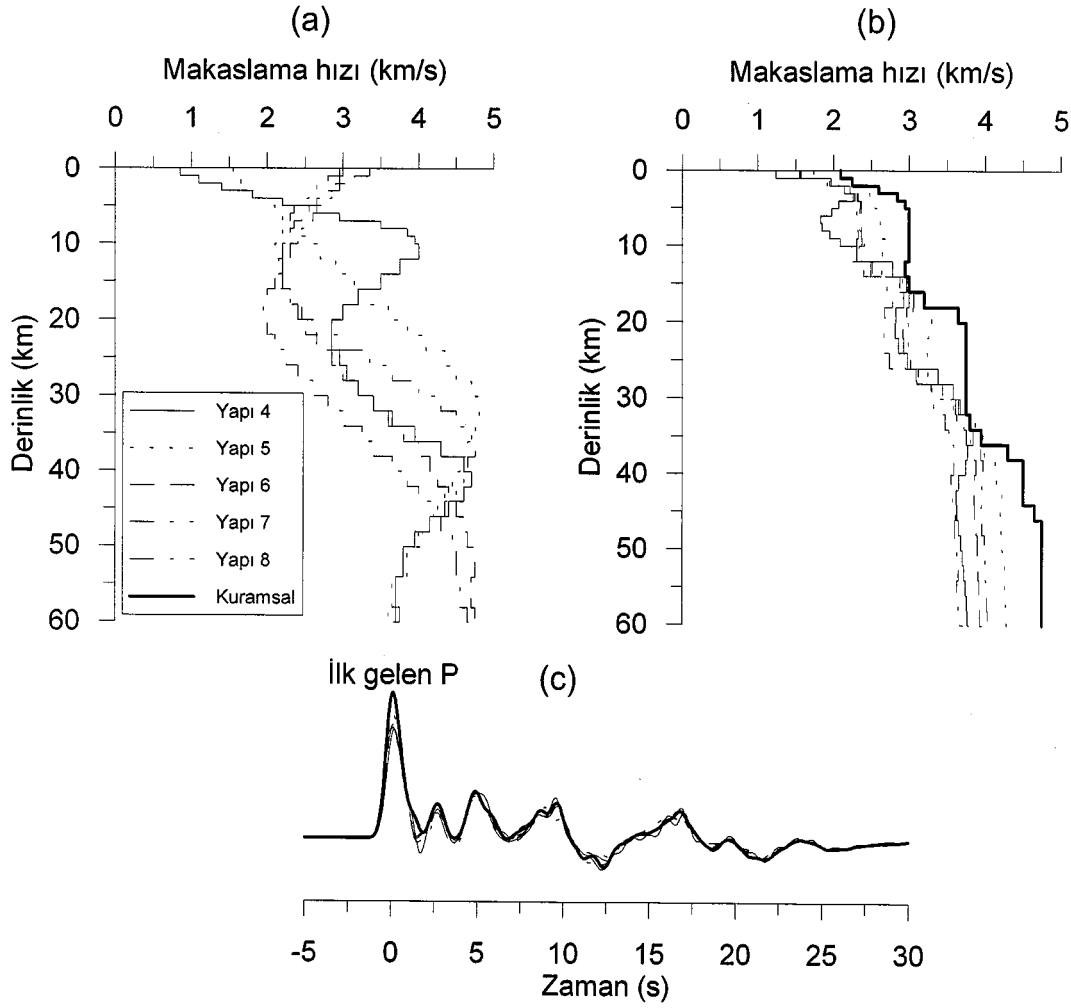 (a)
Makaslama hızı (km/s)
0 1 2 3 4 5
0
10
20
30
40
50
60
Derinlik (km)
Yapı 4
Yapı 5
Yapı 6
Yapı 7
Yapı 8
Kuramsal
(b)
Makaslama hızı (km/s)
0 1 2 3 4 5
0
10
20
30
40
50
60
Derinlik (km)
İlk gelen P
(c)
-5 0 5 10 15 20 25 30
Zaman (s)